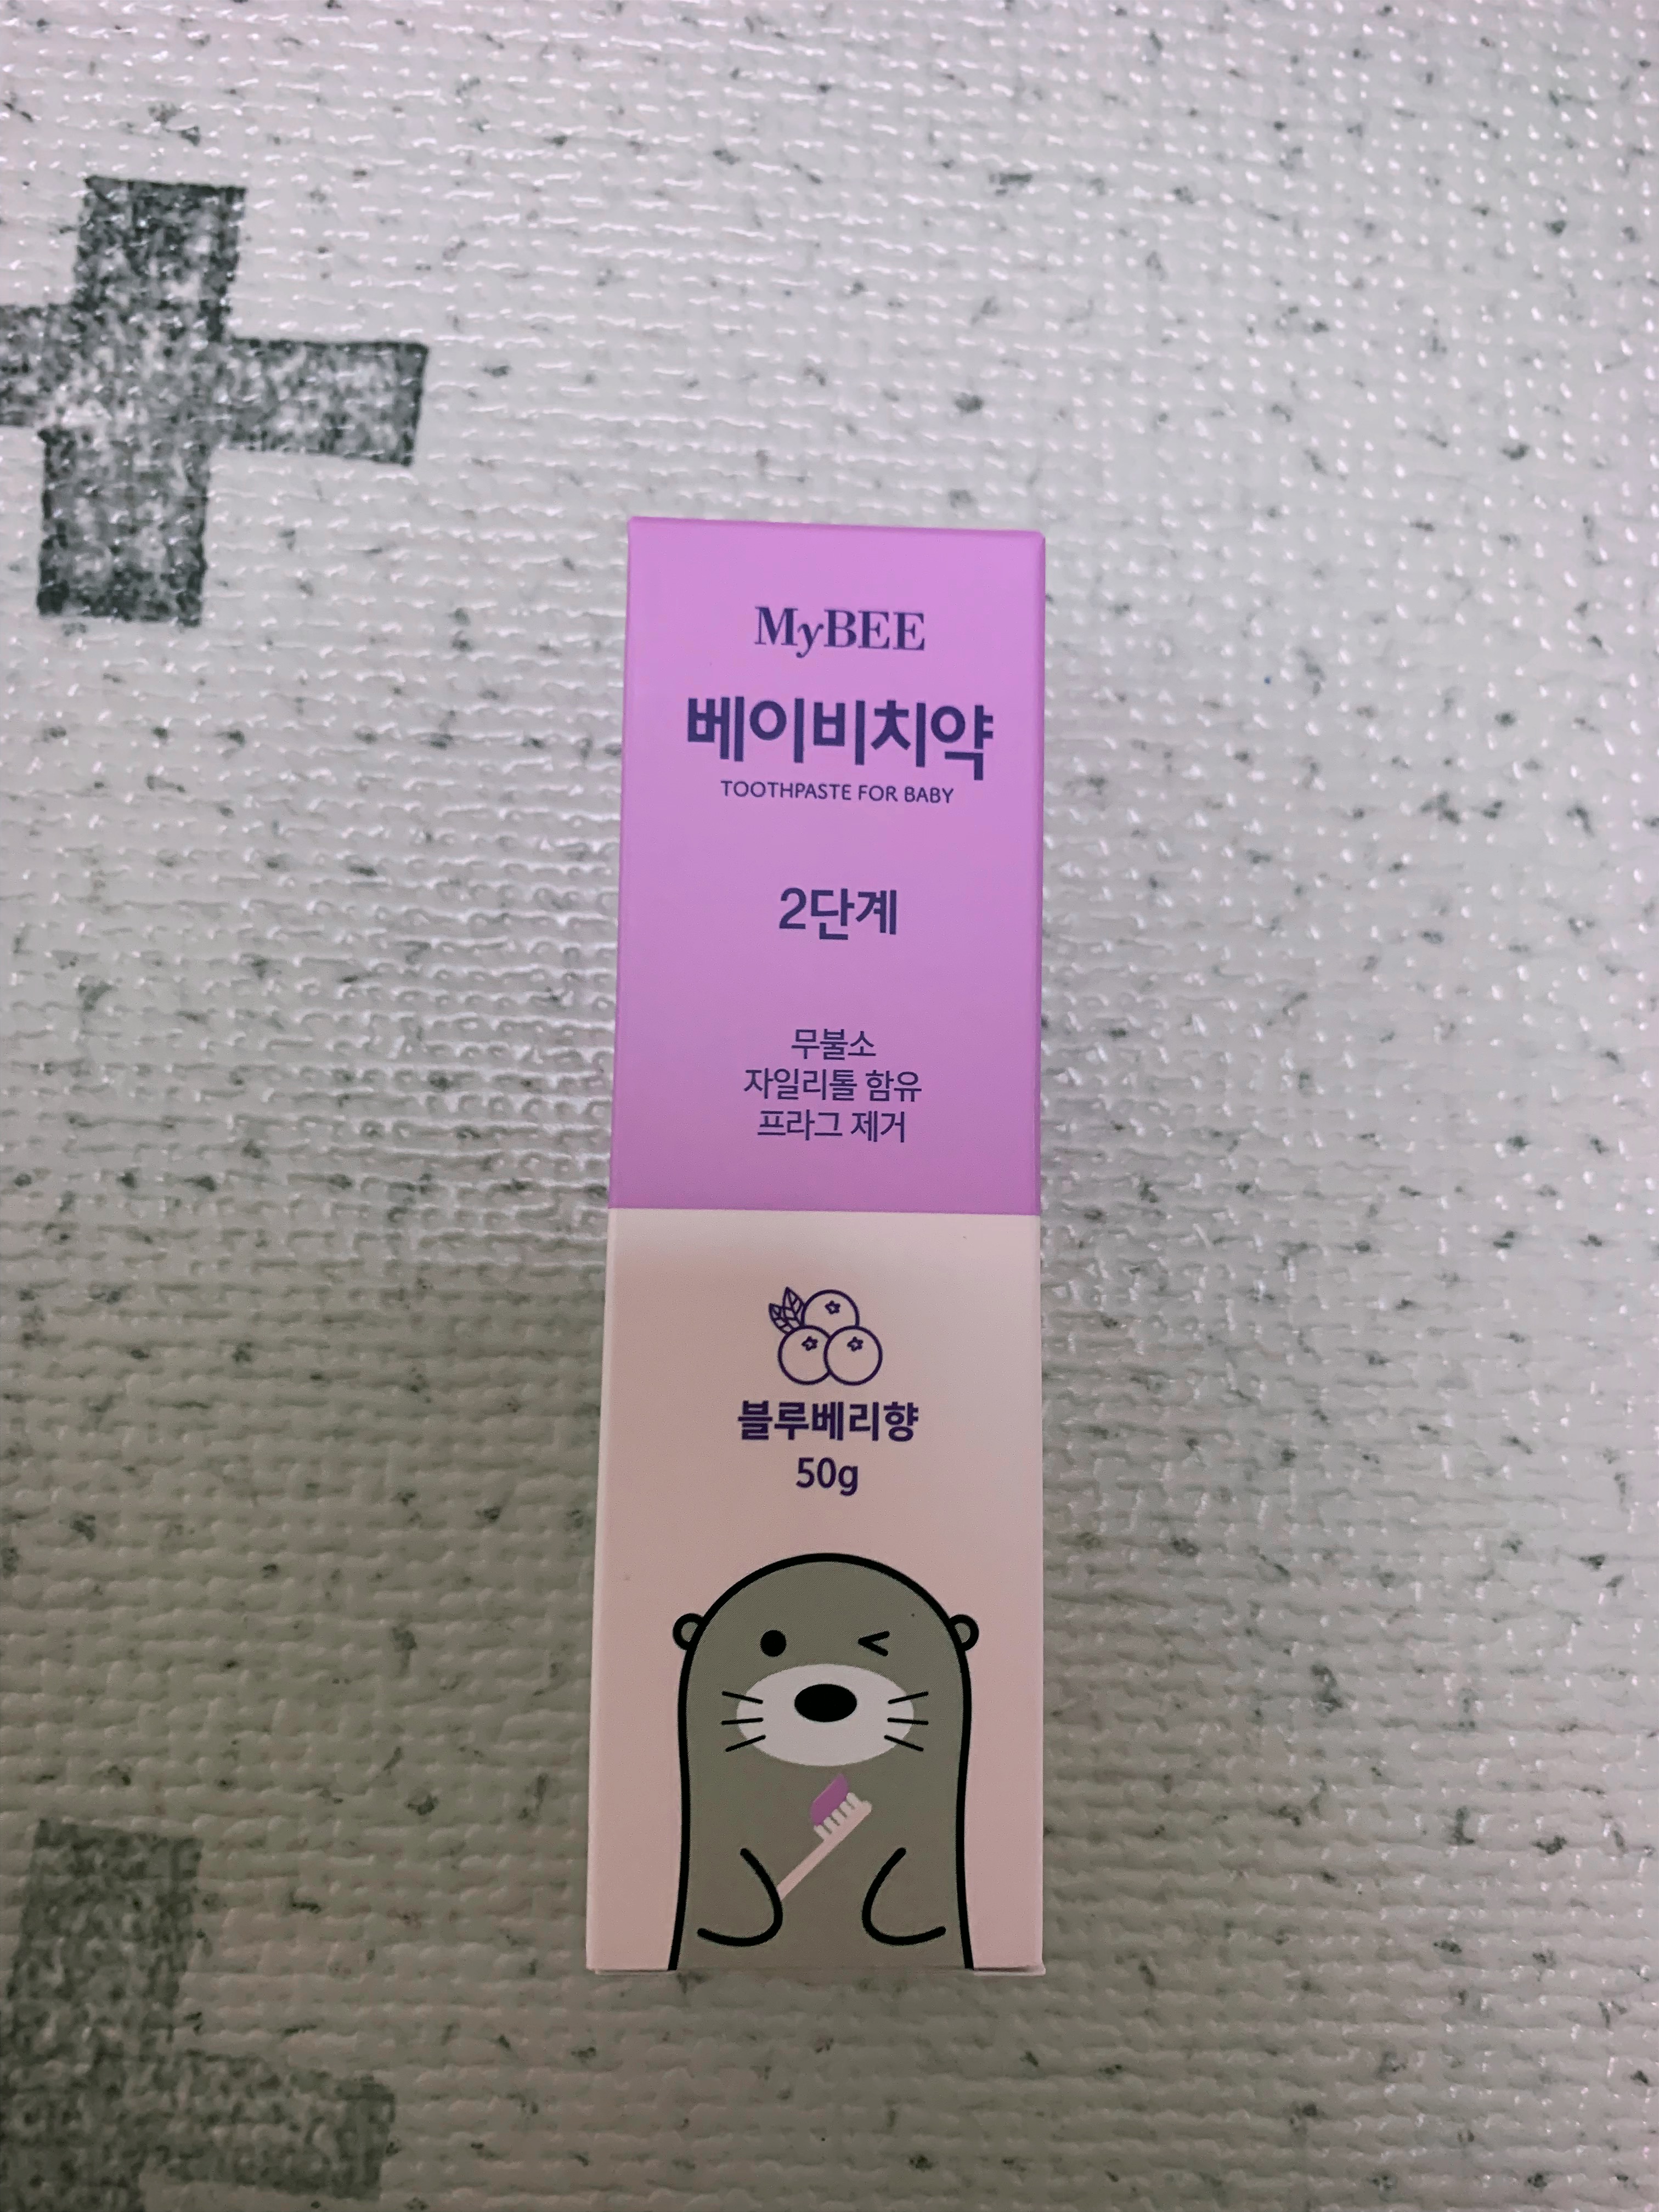 MyBEE
베이비치약
TOOTHPASTE FOR BABY
2단계
무불소
자일리톨 함유
프라그 제거
블루베리향
50g